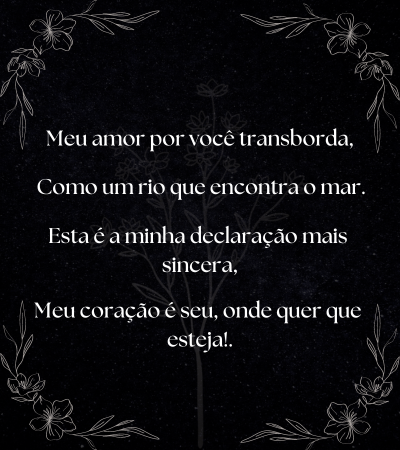 Meu amor por você transborda,
Como um rio que encontra o mar.
Esta é a minha declaração mais
sincera,
Meu coração é seu, onde quer que
esteja!.